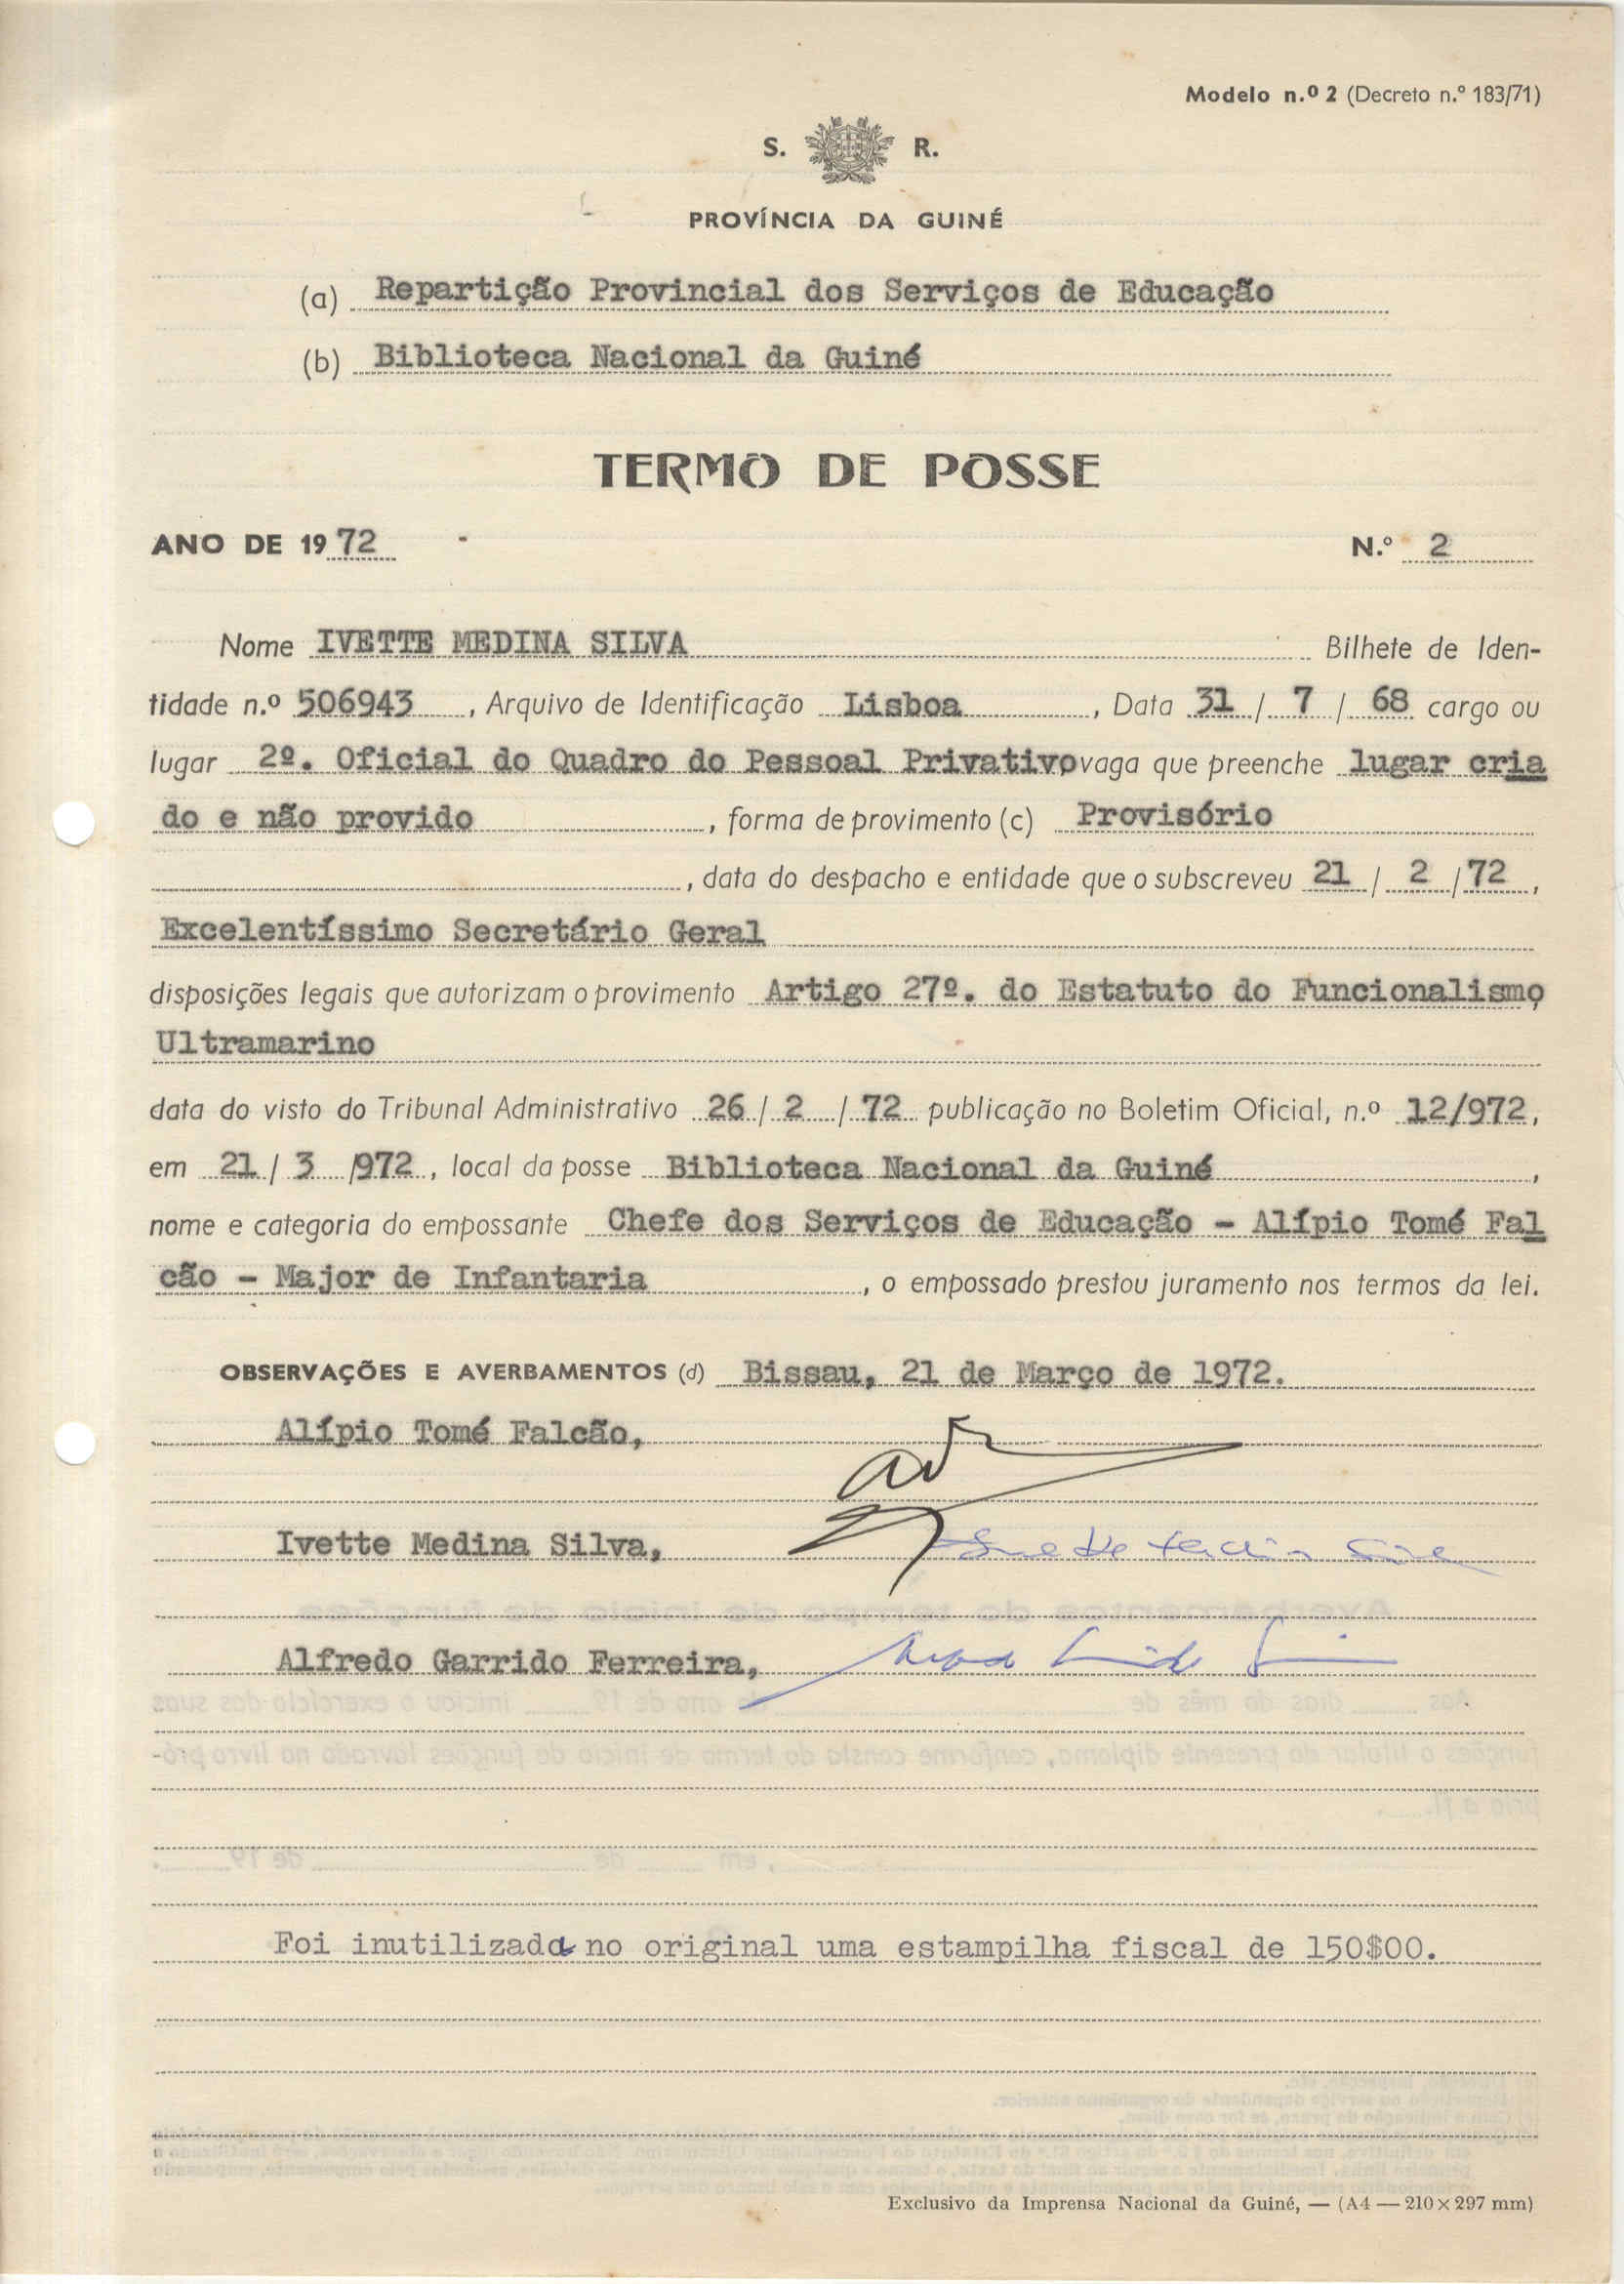 Modelo n.º 2 (Decreto n.º 183/71)
S. R.
PROVÍNCIA DA GUINÉ
(a) Repartição Provincial dos Serviços de Educação
(b) Biblioteca Nacional da Guiné
TERMO DE POSSE
ANO DE 1972 N.º 2
Nome IVETTE MEDINA SILVA Bilhete de Iden-
tidade n.º 506943, Arquivo de Identificação Lisboa, Data 31 / 7 / 68 cargo ou
lugar 2º. Oficial do Quadro do Pessoal Privativo vaga que preenche lugar cria
do e não provido, forma de provimento (c) Provisório
, data do despacho e entidade que o subscreveu 21 / 2 / 72,
Excelentíssimo Secretário Geral
disposições legais que autorizam o provimento Artigo 27º. do Estatuto do Funcionalismo,
Ultramarino
data do visto do Tribunal Administrativo 26 / 2 / 72 publicação no Boletim Oficial, n.º 12/972,
em 21 / 3 /972, local da posse Biblioteca Nacional da Guiné,
nome e categoria do empossante Chefe dos Serviços de Educação - Alípio Tomé Fal
cão - Major de Infantaria, o empossado prestou juramento nos termos da lei.
OBSERVAÇÕES E AVERBAMENTOS (d) Bissau, 21 de Março de 1972.
Alípio Tomé Falcão,
Ivette Medina Silva,
Alfredo Garrido Ferreira,
Foi inutilizada no original uma estampilha fiscal de 150$00.
Exclusivo da Imprensa Nacional da Guiné, — (A4 — 210 × 297 mm)